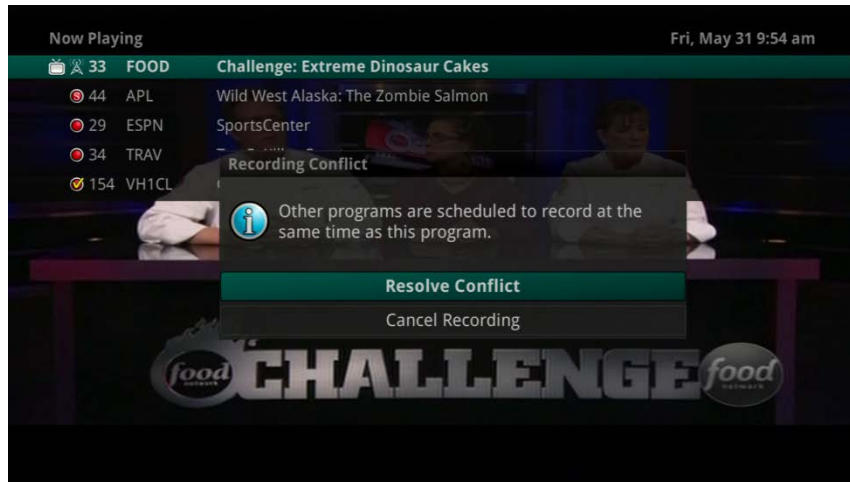 Now Playing
Fri, May 31 9:54 am
33 FOOD Challenge: Extreme Dinosaur Cakes
S 44 APL Wild West Alaska: The Zombie Salmon
29 ESPN SportsCenter
34 TRAV
154 VH1CL
Recording Conflict
i Other programs are scheduled to record at the
same time as this program.
Resolve Conflict
Cancel Recording
food network CHALLENGE food network